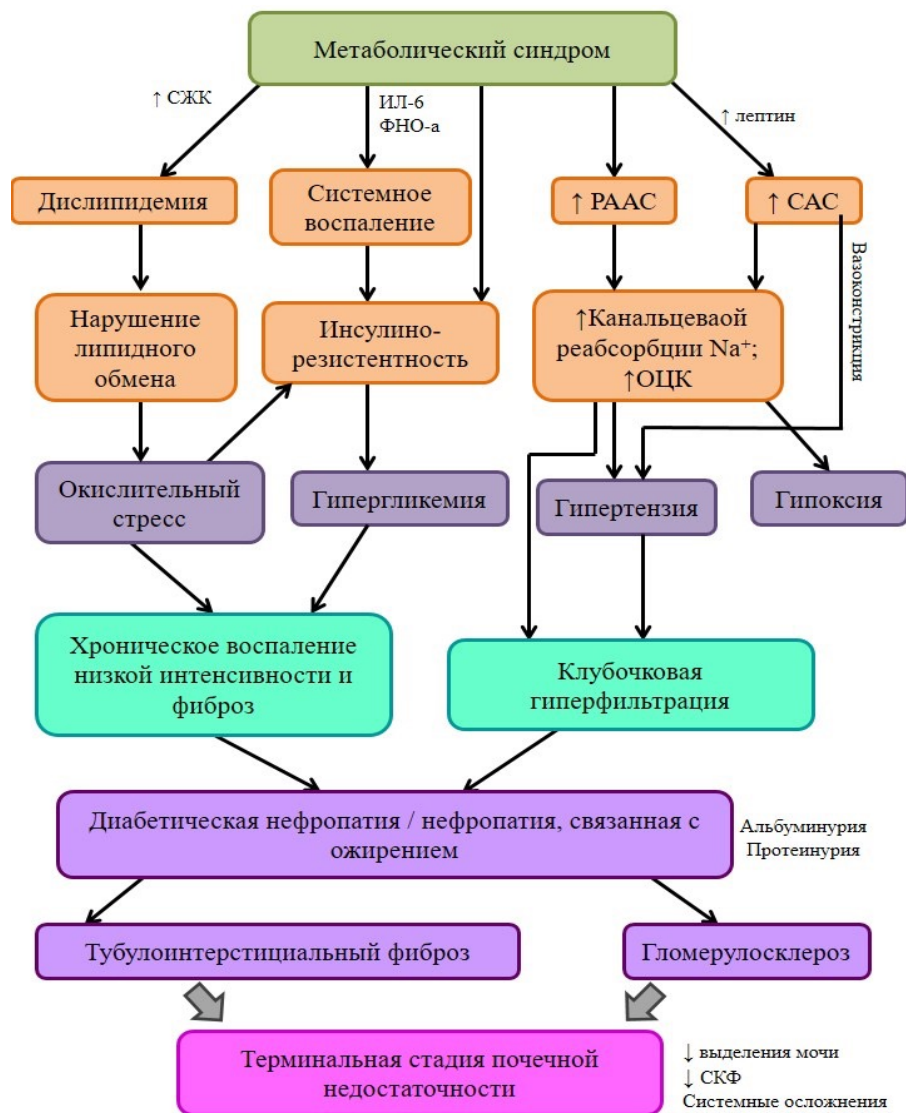 Метаболический синдром
↑ СЖК
ИЛ-6
ФНО-а
↑ лептин
Дислипидемия
Системное
воспаление
↑ РААС
↑ САС
Вазоконстрикция
Нарушение
липидного
обмена
Инсулино-
резистентность
↑Канальцеваой
реабсорбции Na⁺;
↑ОЦК
Окислительный
стресс
Гипергликемия
Гипертензия
Гипоксия
Хроническое воспаление
низкой интенсивности и
фиброз
Клубочковая
гиперфильтрация
Диабетическая нефропатия / нефропатия, связанная с
ожирением
Альбуминурия
Протеинурия
Тубулоинтерстициальный фиброз
Гломерулосклероз
Терминальная стадия почечной
недостаточности
↓ выделения мочи
↓ СКФ
Системные осложнения